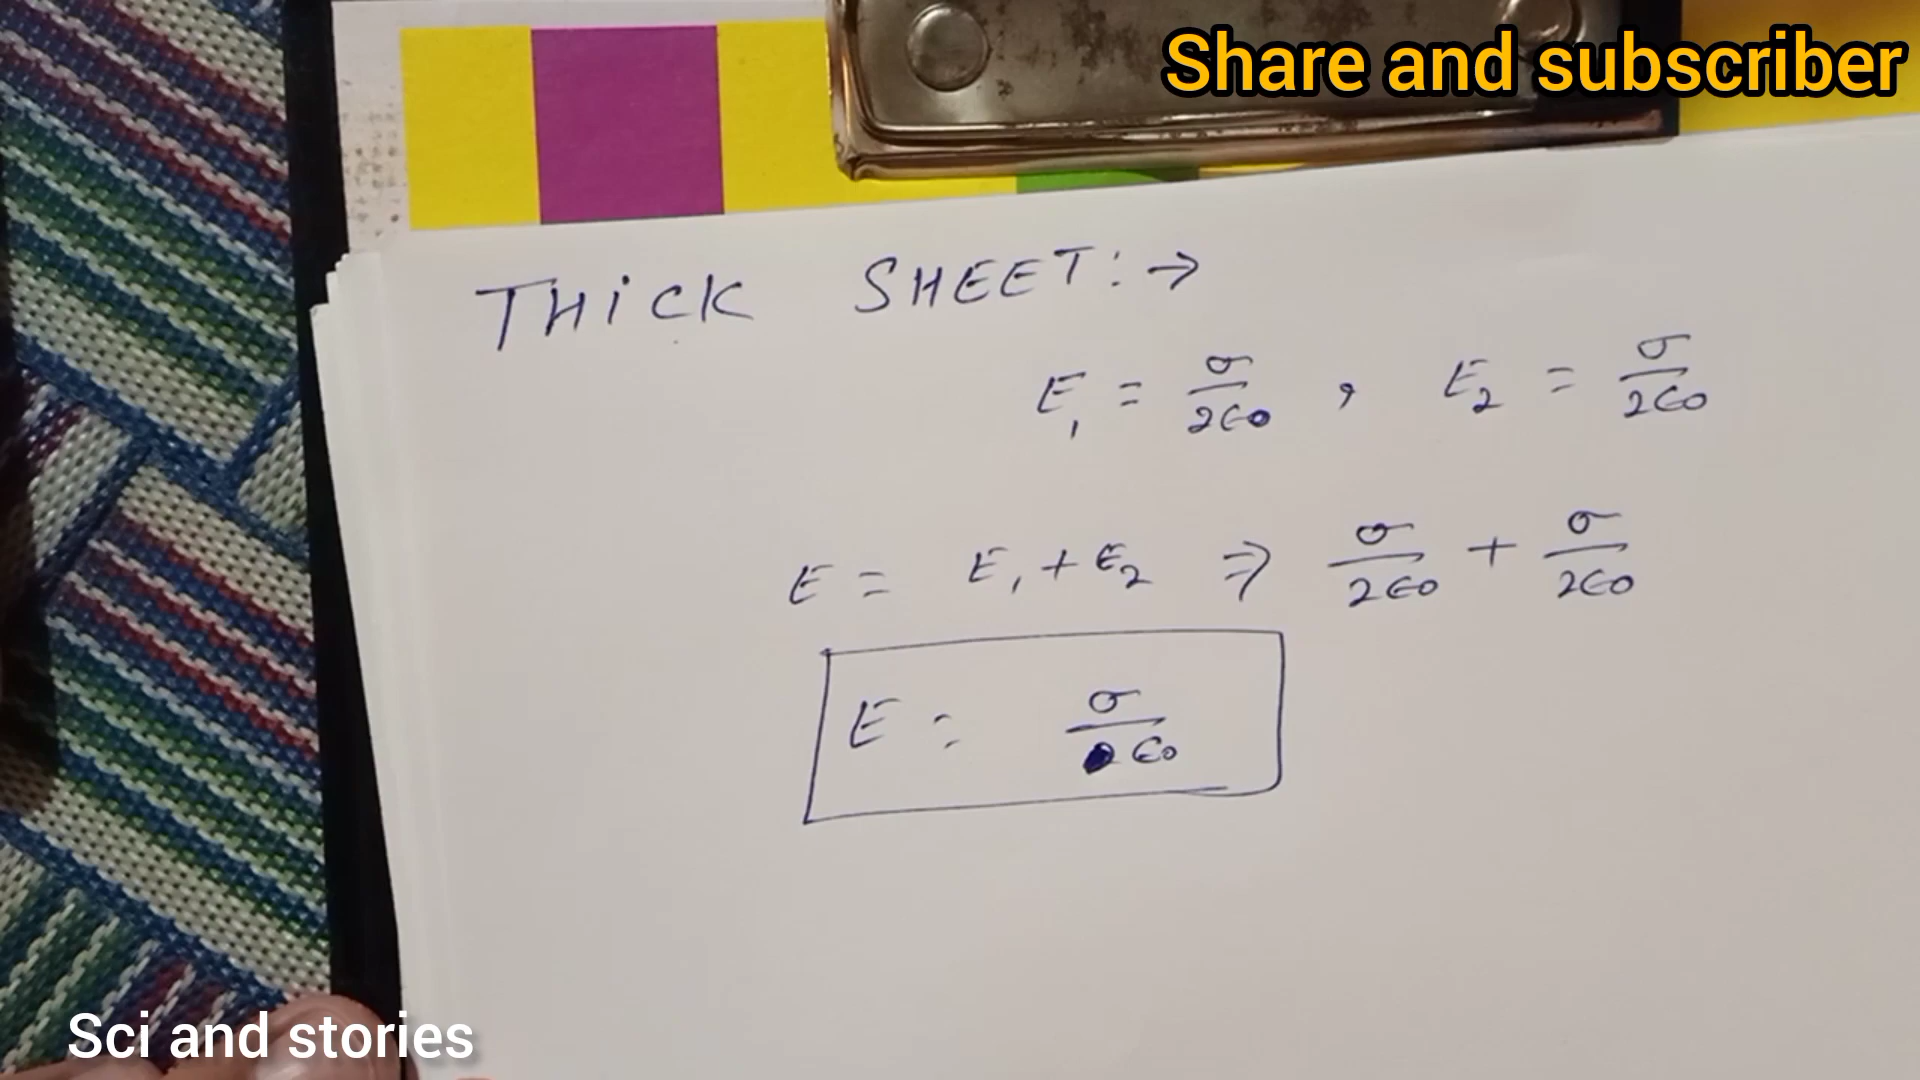 Share and subscriber
THiCK SHEET:→
E₁ = σ/2ϵ0 , E₂ = σ/2ϵ0
E = E₁+E₂ ⇒ σ/2ϵ0 + σ/2ϵ0
E = σ/ϵ0
Sci and stories